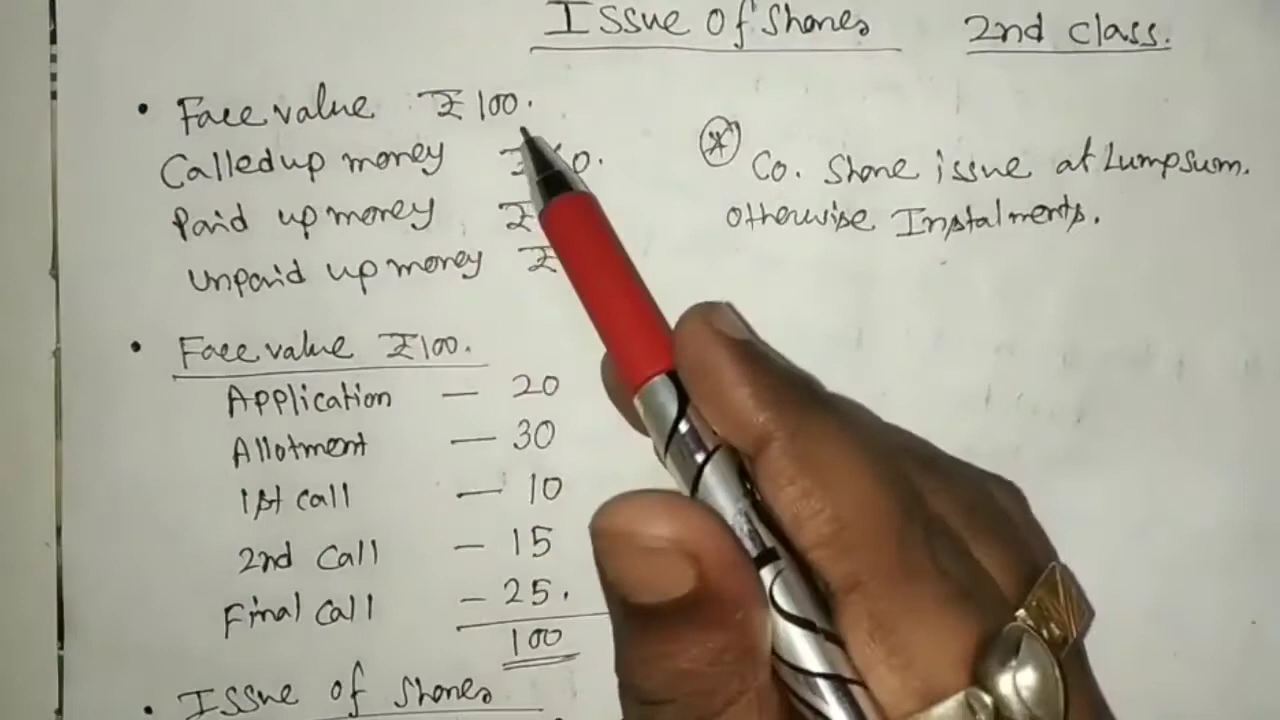 Issue of Shares 2nd class.
• Face value ₹ 100.
Called up money ₹
Paid up money ₹
Unpaid up money ₹
* Co. Share issue at Lumpsum.
Otherwise Instalments.
• Face value ₹100.
Application — 20
Allotment — 30
1st call — 10
2nd call — 15
Final call — 25.
100
• Issue of Shares